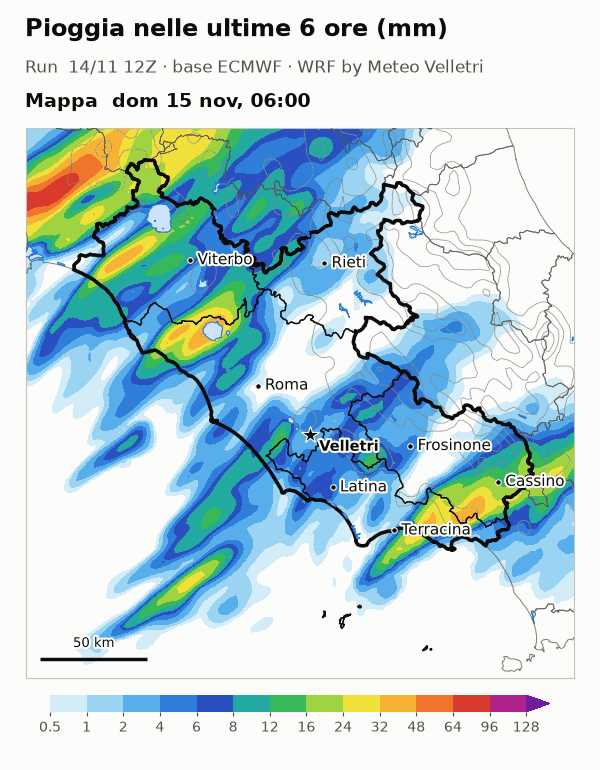 Pioggia nelle ultime 6 ore (mm)
Run  14/11 12Z · base ECMWF · WRF by Meteo Velletri
Mappa  dom 15 nov, 06:00
Viterbo
Rieti
Roma
Velletri
Frosinone
Cassino
Latina
Terracina
50 km
0.5 1 2 4 6 8 12 16 24 32 48 64 96 128